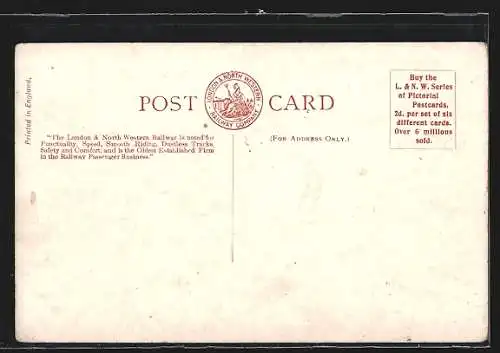 Printed in England.
POST CARD
LONDON & NORTH WESTERN
RAILWAY COMPANY
"The London & North Western Railway is noted for
Punctuality, Speed, Smooth Riding, Dustless Tracks,
Safety and Comfort, and is the Oldest Established Firm
in the Railway Passenger Business."
(FOR ADDRESS ONLY.)
Buy the
L. & N. W. Series
of Pictorial
Postcards,
2d. per set of six
different cards.
Over 6 millions
sold.